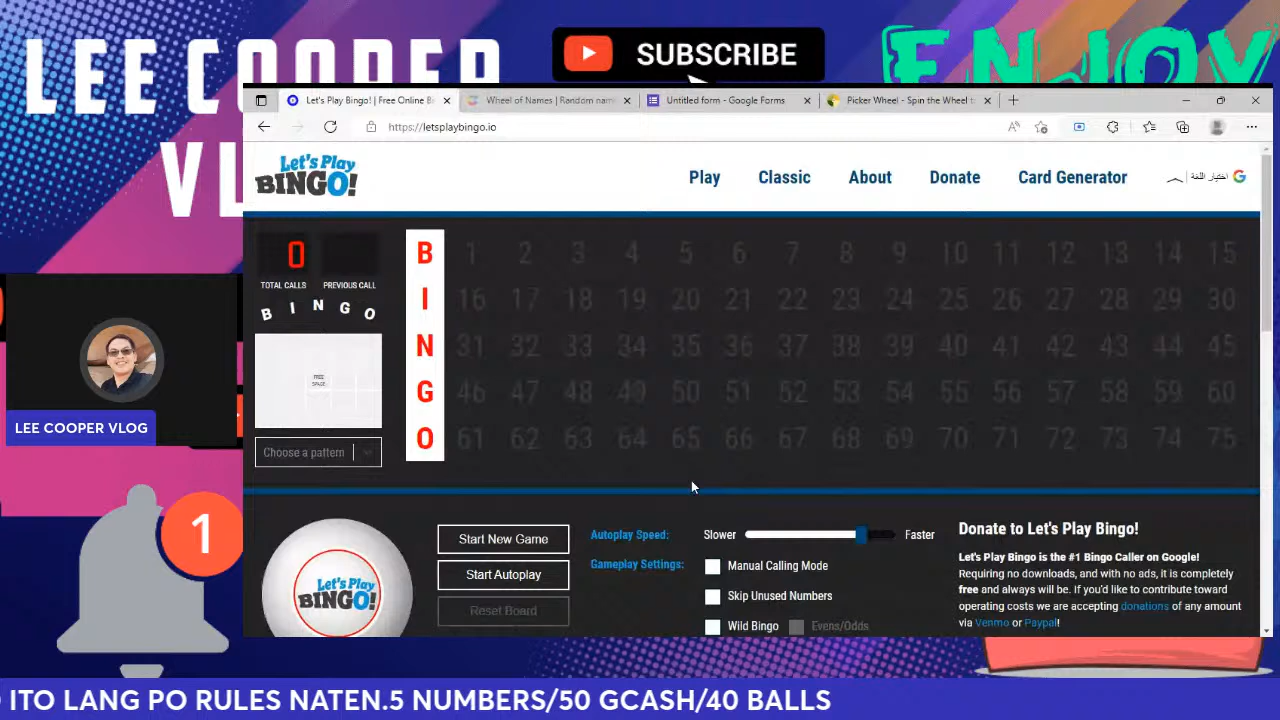 LEE COOPER
SUBSCRIBE
ENJOY
Let's Play Bingo! | Free Online B
Wheel of Names | Random nam
Untitled form - Google Forms
Picker Wheel - Spin the Wheel t
https://letsplaybingo.io
Let's Play
BINGO!
Play
Classic
About
Donate
Card Generator
اختيار اللغة
0
TOTAL CALLS
PREVIOUS CALL
B I N G O
FREE
SPACE
Choose a pattern
B 1 2 3 4 5 6 7 8 9 10 11 12 13 14 15
I 16 17 18 19 20 21 22 23 24 25 26 27 28 29 30
N 31 32 33 34 35 36 37 38 39 40 41 42 43 44 45
G 46 47 48 49 50 51 52 53 54 55 56 57 58 59 60
O 61 62 63 64 65 66 67 68 69 70 71 72 73 74 75
VL
LEE COOPER VLOG
1
Let's Play
BINGO!
Start New Game
Start Autoplay
Reset Board
Autoplay Speed:
Slower
Faster
Gameplay Settings:
Manual Calling Mode
Skip Unused Numbers
Wild Bingo
Evens/Odds
Donate to Let's Play Bingo!
Let's Play Bingo is the #1 Bingo Caller on Google!
Requiring no downloads, and with no ads, it is completely
free and always will be. If you'd like to contribute toward
operating costs we are accepting donations of any amount
via Venmo or Paypal!
ITO LANG PO RULES NATEN.5 NUMBERS/50 GCASH/40 BALLS